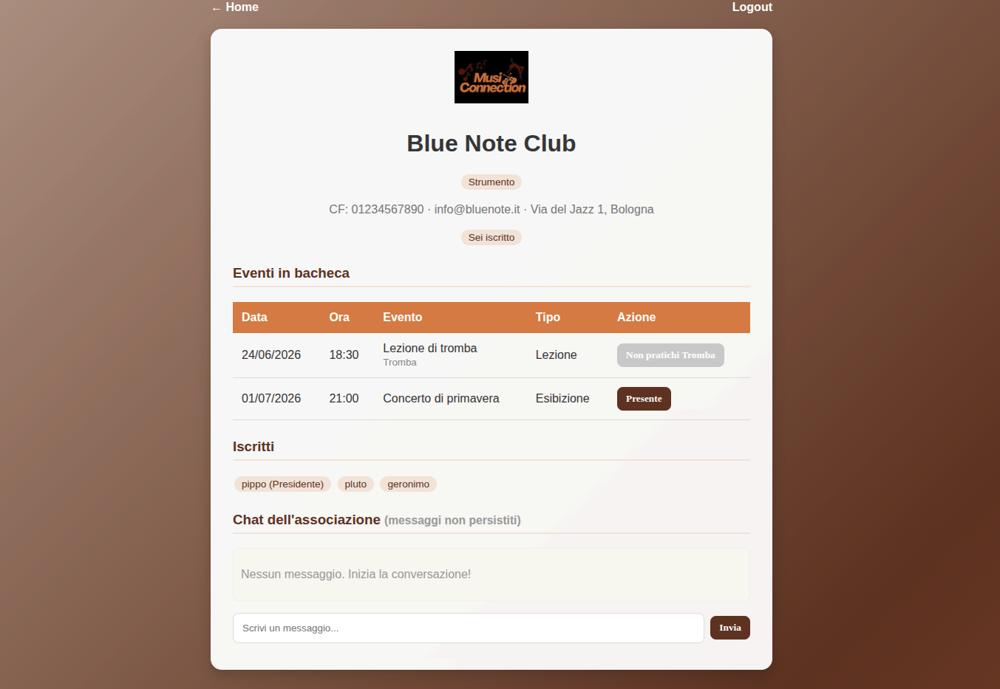 ← Home Logout
Musi
Connection
Blue Note Club
Strumento
CF: 01234567890 · info@bluenote.it · Via del Jazz 1, Bologna
Sei iscritto
Eventi in bacheca
Data Ora Evento Tipo Azione
24/06/2026 18:30 Lezione di tromba Lezione Non pratichi Tromba
Tromba
01/07/2026 21:00 Concerto di primavera Esibizione Presente
Iscritti
pippo (Presidente) pluto geronimo
Chat dell'associazione (messaggi non persistiti)
Nessun messaggio. Inizia la conversazione!
Scrivi un messaggio... Invia